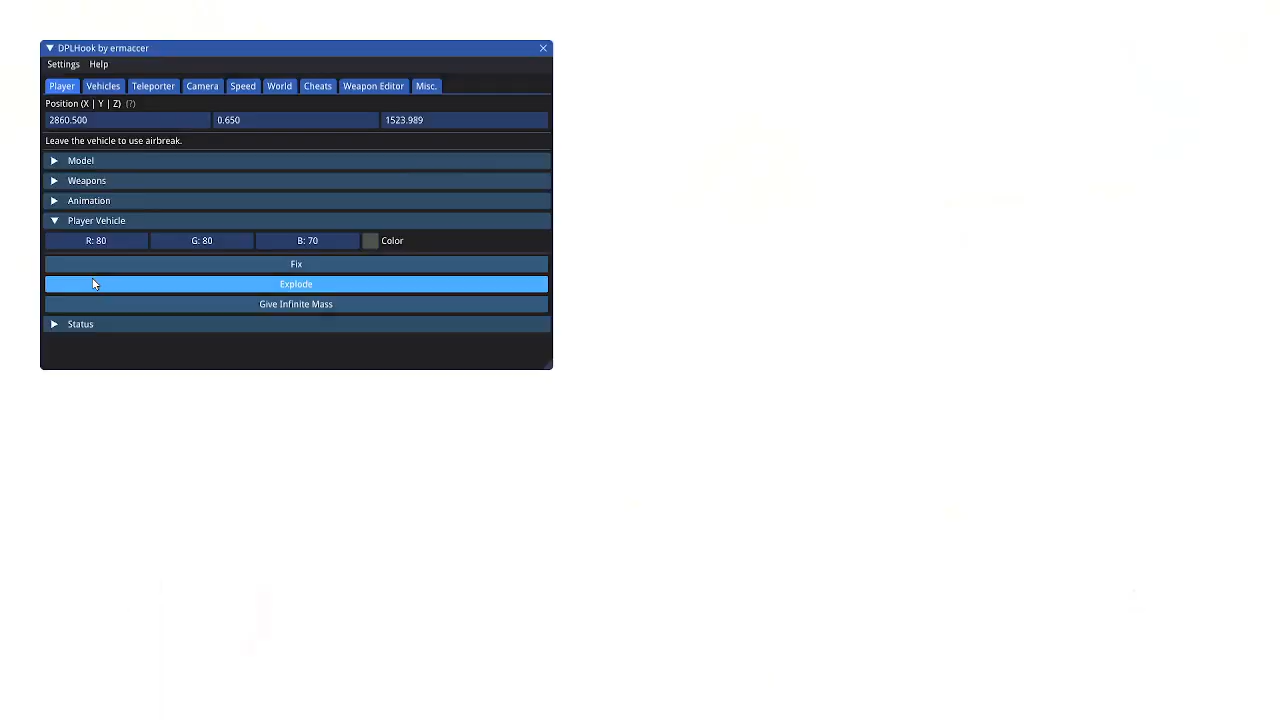 DPLHook by ermaccer
Settings Help
Player Vehicles Teleporter Camera Speed World Cheats Weapon Editor Misc.
Position (X | Y | Z) (?)
2860.500 0.650 1523.989
Leave the vehicle to use airbreak.
Model
Weapons
Animation
Player Vehicle
R: 80 G: 80 B: 70 Color
Fix
Explode
Give Infinite Mass
Status